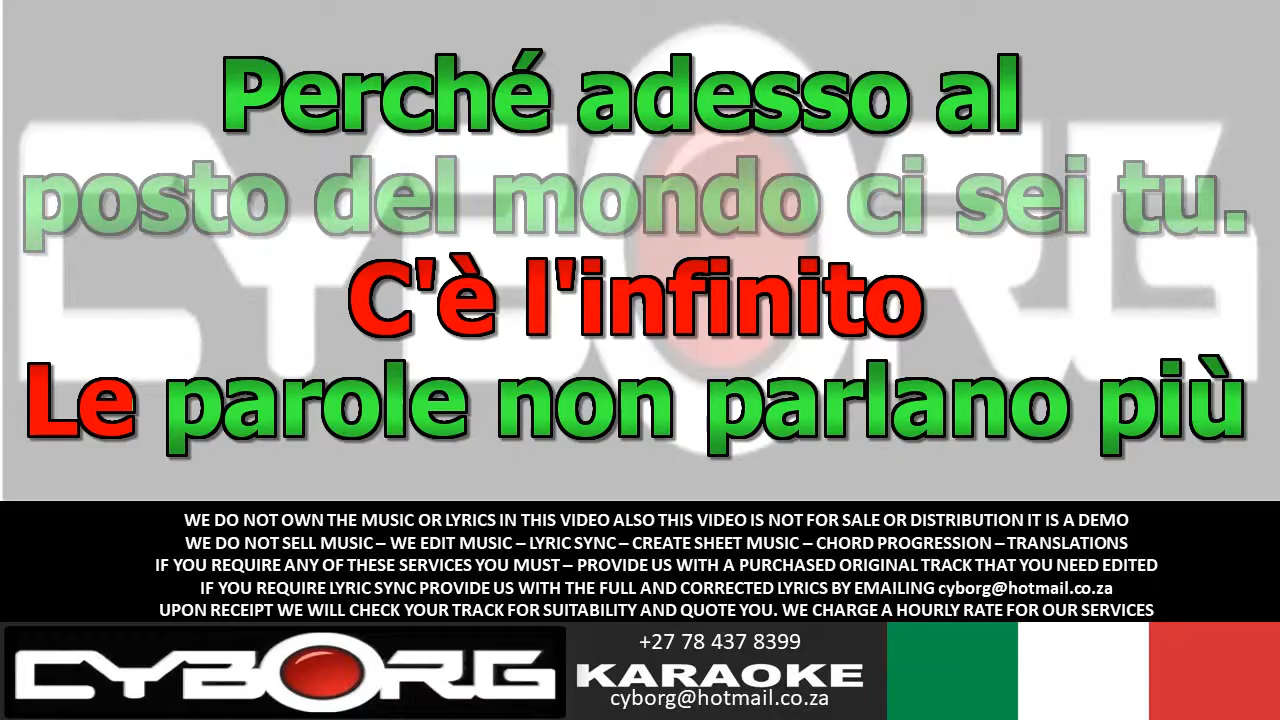 Perché adesso al
posto del mondo ci sei tu.
C'è l'infinito
Le parole non parlano più
CYBORG
WE DO NOT OWN THE MUSIC OR LYRICS IN THIS VIDEO ALSO THIS VIDEO IS NOT FOR SALE OR DISTRIBUTION IT IS A DEMO
WE DO NOT SELL MUSIC – WE EDIT MUSIC – LYRIC SYNC – CREATE SHEET MUSIC – CHORD PROGRESSION – TRANSLATIONS
IF YOU REQUIRE ANY OF THESE SERVICES YOU MUST – PROVIDE US WITH A PURCHASED ORIGINAL TRACK THAT YOU NEED EDITED
IF YOU REQUIRE LYRIC SYNC PROVIDE US WITH THE FULL AND CORRECTED LYRICS BY EMAILING cyborg@hotmail.co.za
UPON RECEIPT WE WILL CHECK YOUR TRACK FOR SUITABILITY AND QUOTE YOU. WE CHARGE A HOURLY RATE FOR OUR SERVICES
CYBORG
+27 78 437 8399
KARAOKE
cyborg@hotmail.co.za